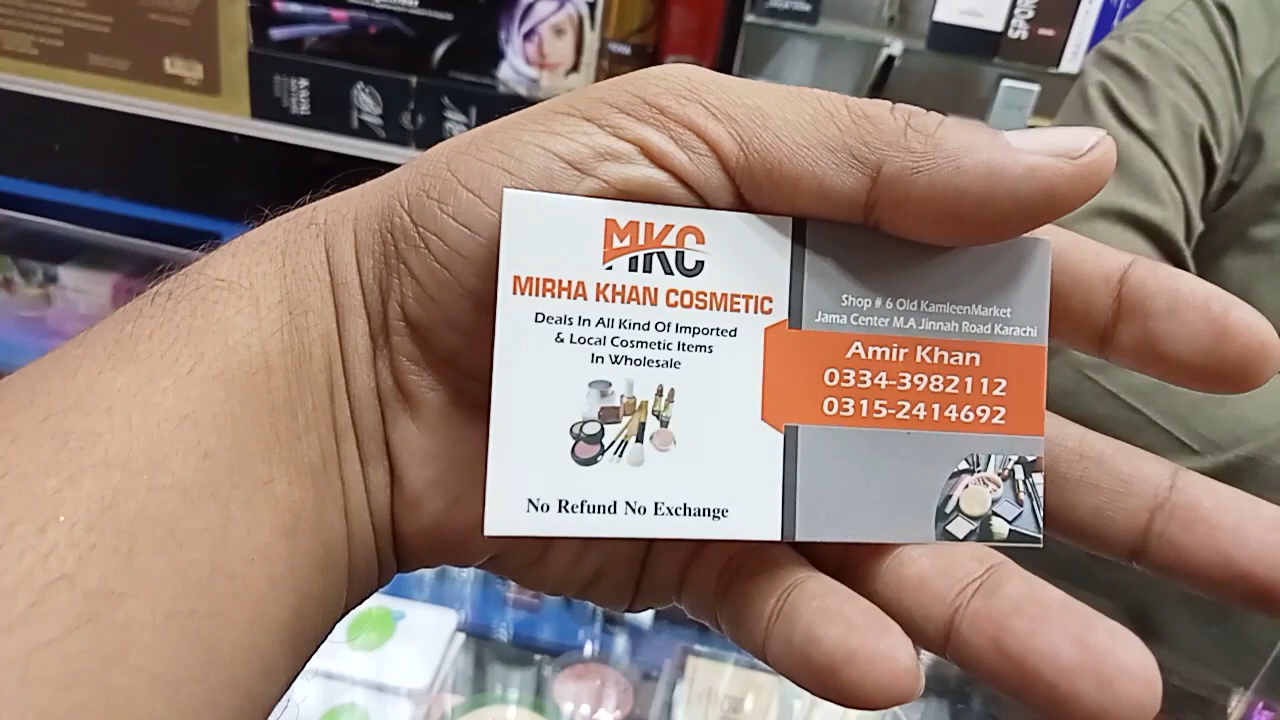 MKC
MIRHA KHAN COSMETIC
Deals In All Kind Of Imported
& Local Cosmetic Items
In Wholesale
No Refund No Exchange
Shop # 6 Old KamleenMarket
Jama Center M.A Jinnah Road Karachi
Amir Khan
0334-3982112
0315-2414692
SPOR